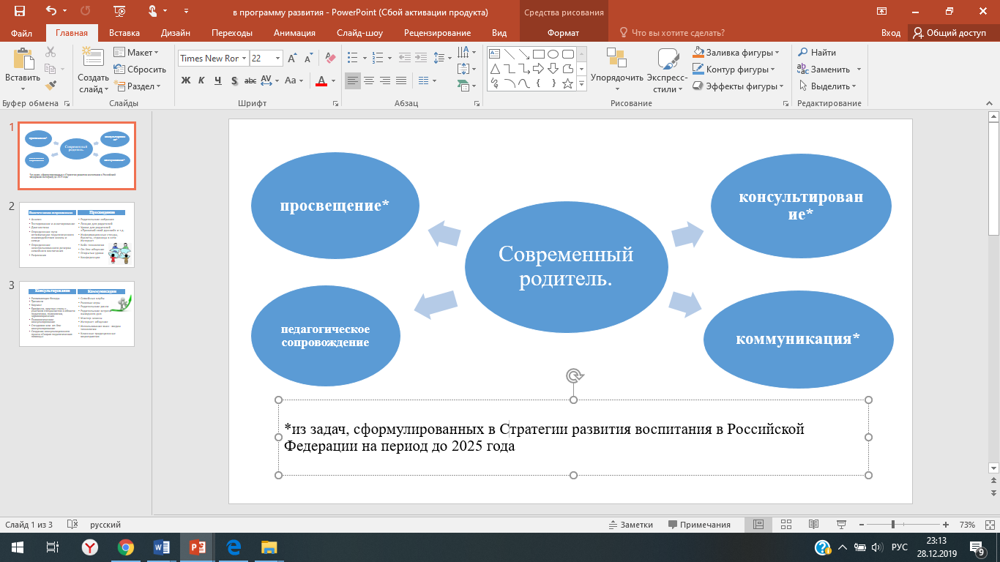 в программу развития - PowerPoint (Сбой активации продукта)
Средства рисования
Файл
Главная
Вставка
Дизайн
Переходы
Анимация
Слайд-шоу
Рецензирование
Вид
Формат
Что вы хотите сделать?
Вход
Общий доступ
Вставить
Создать
слайд
Макет
Сбросить
Раздел
Times New Ror
22
Ж К Ч S abc AV Aa A
Упорядочить
Экспресс-
стили
Заливка фигуры
Контур фигуры
Эффекты фигуры
Найти
Заменить
Выделить
Буфер обмена
Слайды
Шрифт
Абзац
Рисование
Редактирование
1
2
3
просвещение*
консультирован
ие*
Современный
родитель.
педагогическое
сопровождение
коммуникация*
*из задач, сформулированных в Стратегии развития воспитания в Российской
Федерации на период до 2025 года
Просвещение
Консультирование
Коммуникация
Слайд 1 из 3
русский
Заметки
Примечания
73%
РУС
23:13
28.12.2019
9